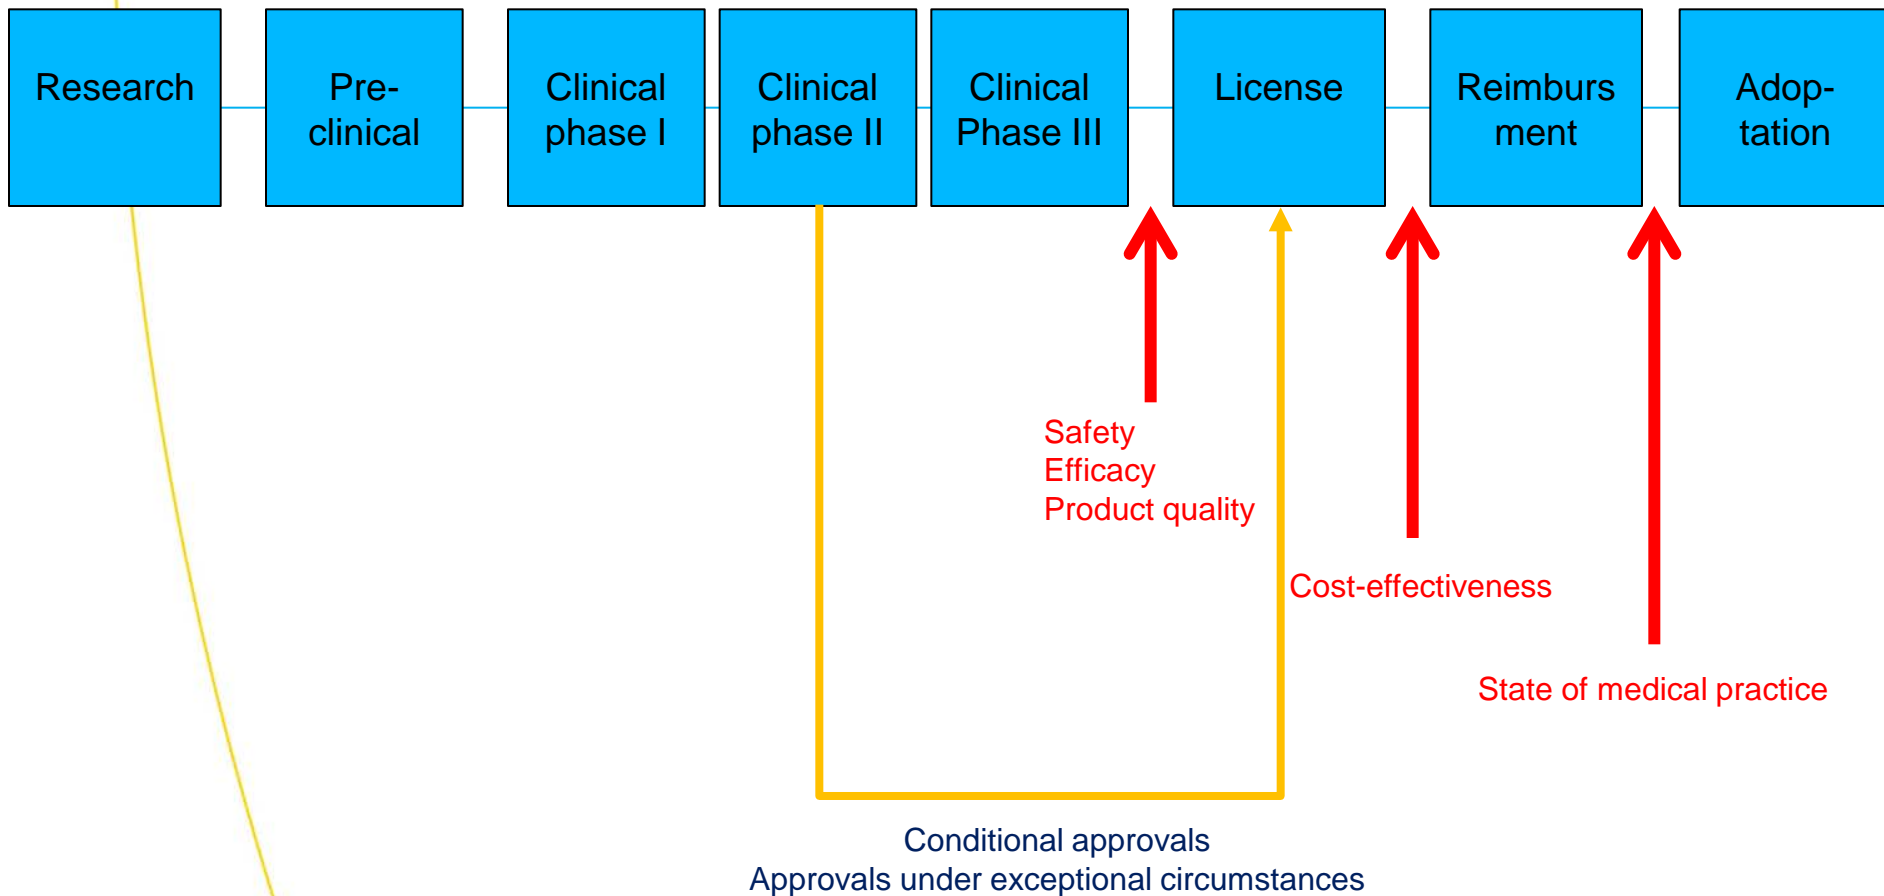 Research
Pre-
clinical
Clinical
phase I
Clinical
phase II
Clinical
Phase III
License
Reimburs
ment
Adop-
tation
Safety
Efficacy
Product quality
Cost-effectiveness
State of medical practice
Conditional approvals
Approvals under exceptional circumstances